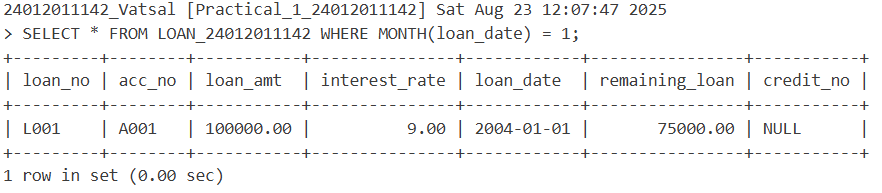 24012011142_Vatsal [Practical_1_24012011142] Sat Aug 23 12:07:47 2025
> SELECT * FROM LOAN_24012011142 WHERE MONTH(loan_date) = 1;
+---------+--------+-----------+---------------+------------+----------------+-----------+
| loan_no | acc_no | loan_amt  | interest_rate | loan_date  | remaining_loan | credit_no |
+---------+--------+-----------+---------------+------------+----------------+-----------+
| L001    | A001   | 100000.00 |          9.00 | 2004-01-01 |       75000.00 | NULL      |
+---------+--------+-----------+---------------+------------+----------------+-----------+
1 row in set (0.00 sec)